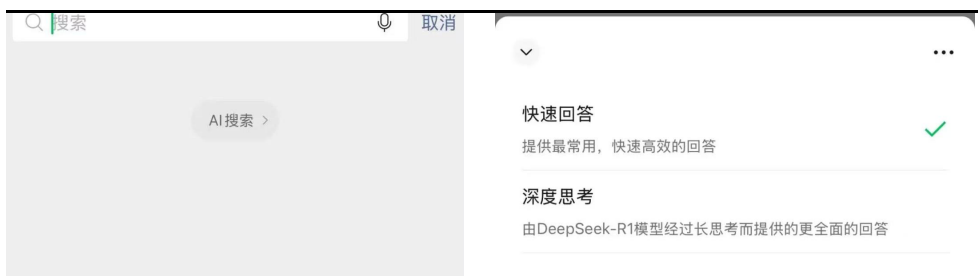 搜索
取消
AI搜索
快速回答
提供最常用，快速高效的回答
深度思考
由DeepSeek-R1模型经过长思考而提供的更全面的回答